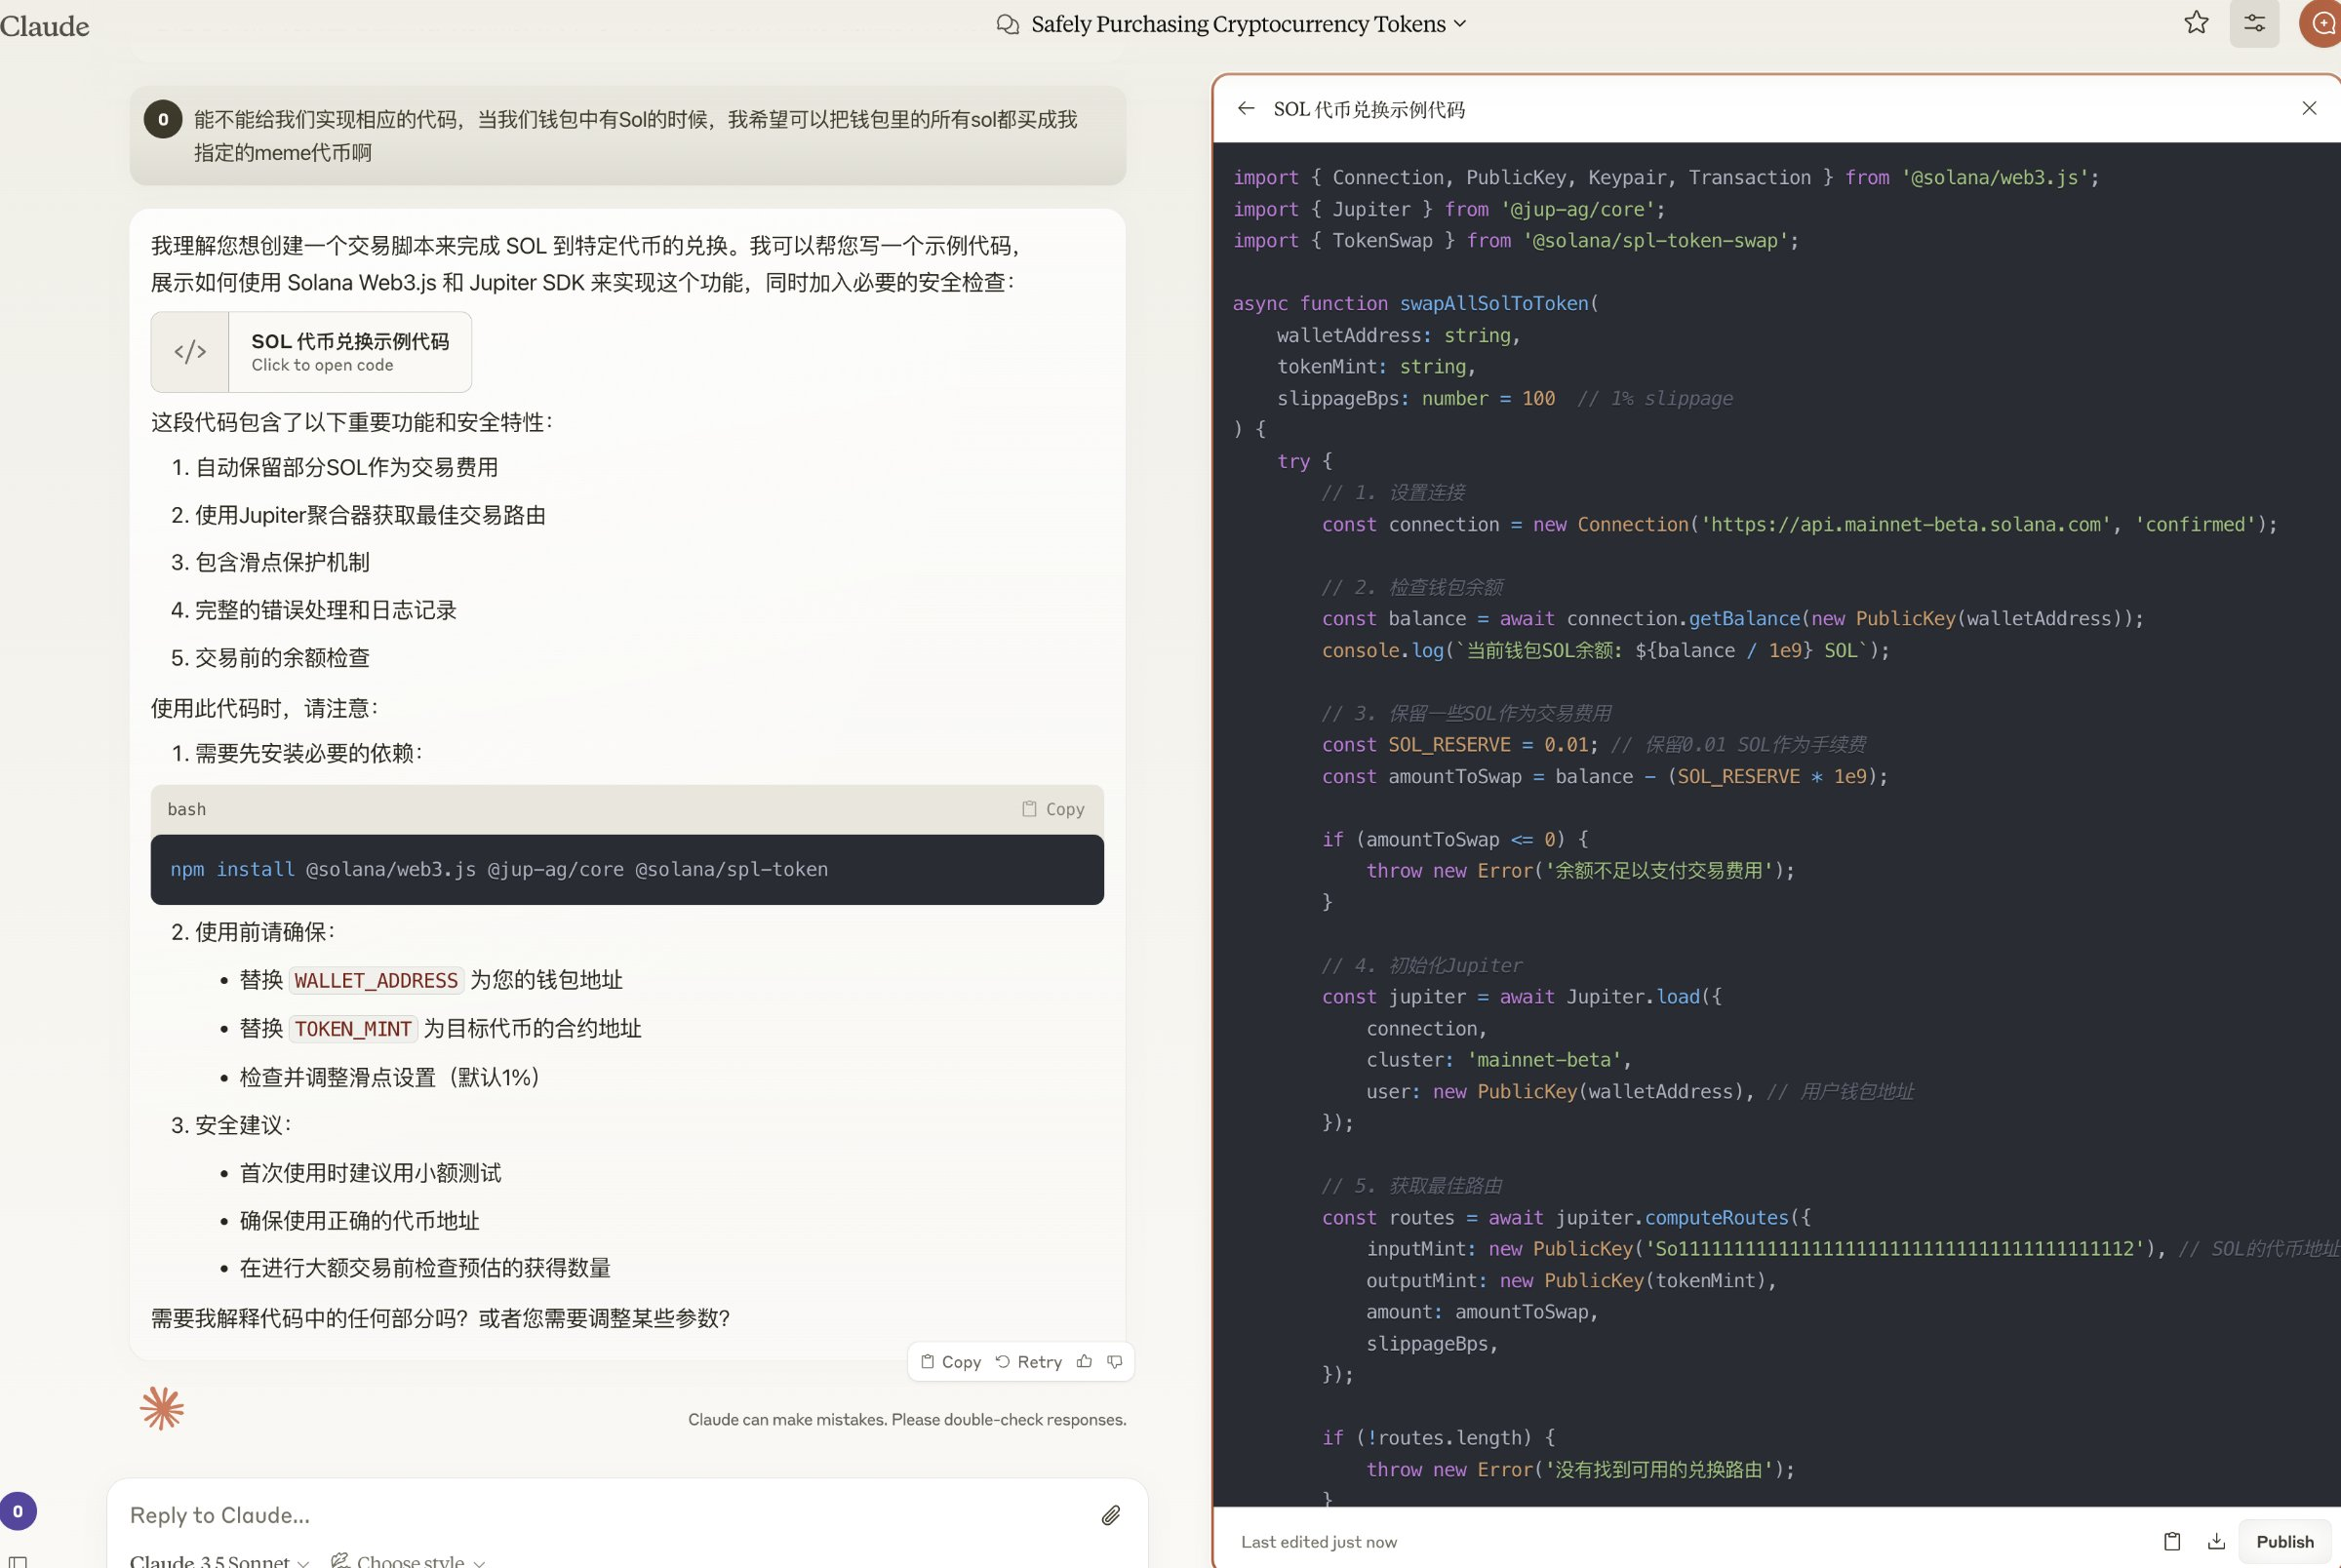 Claude
Safely Purchasing Cryptocurrency Tokens
0
能不能给我们实现相应的代码，当我们钱包中有Sol的时候，我希望可以把钱包里的所有sol都买成我
指定的meme代币啊
我理解您想创建一个交易脚本来完成 SOL 到特定代币的兑换。我可以帮您写一个示例代码，
展示如何使用 Solana Web3.js 和 Jupiter SDK 来实现这个功能，同时加入必要的安全检查：
</>
SOL 代币兑换示例代码
Click to open code
这段代码包含了以下重要功能和安全特性：
1. 自动保留部分SOL作为交易费用
2. 使用Jupiter聚合器获取最佳交易路由
3. 包含滑点保护机制
4. 完整的错误处理和日志记录
5. 交易前的余额检查
使用此代码时，请注意：
1. 需要先安装必要的依赖：
bash
Copy
npm install @solana/web3.js @jup-ag/core @solana/spl-token
2. 使用前请确保：
• 替换 WALLET_ADDRESS 为您的钱包地址
• 替换 TOKEN_MINT 为目标代币的合约地址
• 检查并调整滑点设置（默认1%）
3. 安全建议：
• 首次使用时建议用小额测试
• 确保使用正确的代币地址
• 在进行大额交易前检查预估的获得数量
需要我解释代码中的任何部分吗？或者您需要调整某些参数？
Copy Retry
Claude can make mistakes. Please double-check responses.
0
Reply to Claude...
Claude 3.5 Sonnet
Choose style
SOL 代币兑换示例代码
import { Connection, PublicKey, Keypair, Transaction } from '@solana/web3.js';
import { Jupiter } from '@jup-ag/core';
import { TokenSwap } from '@solana/spl-token-swap';
async function swapAllSolToToken(
walletAddress: string,
tokenMint: string,
slippageBps: number = 100 // 1% slippage
) {
try {
// 1. 设置连接
const connection = new Connection('https://api.mainnet-beta.solana.com', 'confirmed');
// 2. 检查钱包余额
const balance = await connection.getBalance(new PublicKey(walletAddress));
console.log(`当前钱包SOL余额: ${balance / 1e9} SOL`);
// 3. 保留一些SOL作为交易费用
const SOL_RESERVE = 0.01; // 保留0.01 SOL作为手续费
const amountToSwap = balance - (SOL_RESERVE * 1e9);
if (amountToSwap <= 0) {
throw new Error('余额不足以支付交易费用');
}
// 4. 初始化Jupiter
const jupiter = await Jupiter.load({
connection,
cluster: 'mainnet-beta',
user: new PublicKey(walletAddress), // 用户钱包地址
});
// 5. 获取最佳路由
const routes = await jupiter.computeRoutes({
inputMint: new PublicKey('So11111111111111111111111111111111111111112'), // SOL的代币地址
outputMint: new PublicKey(tokenMint),
amount: amountToSwap,
slippageBps,
});
if (!routes.length) {
throw new Error('没有找到可用的兑换路由');
}
Last edited just now
Publish